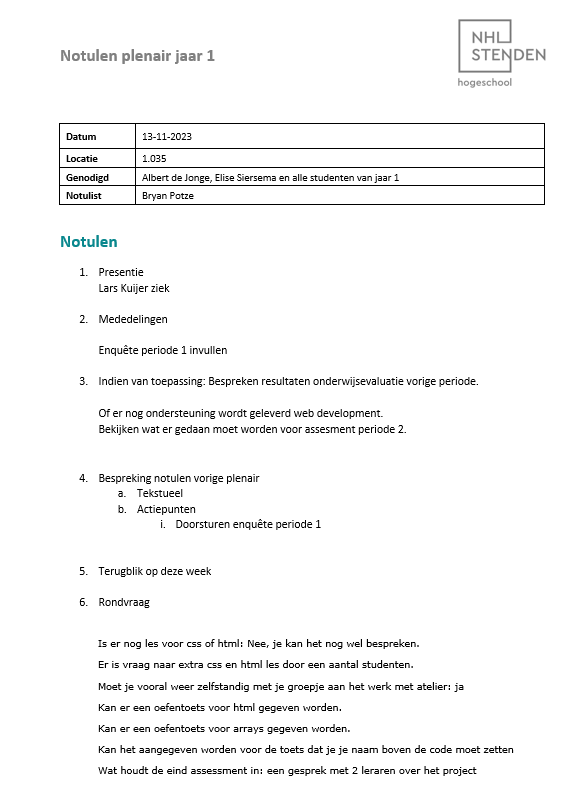 Notulen plenair jaar 1
NHL
STENDEN
hogeschool
Datum 13-11-2023
Locatie 1.035
Genodigd Albert de Jonge, Elise Siersema en alle studenten van jaar 1
Notulist Bryan Potze
Notulen
1. Presentie
Lars Kuijer ziek
2. Mededelingen
Enquête periode 1 invullen
3. Indien van toepassing: Bespreken resultaten onderwijsevaluatie vorige periode.
Of er nog ondersteuning wordt geleverd web development.
Bekijken wat er gedaan moet worden voor assesment periode 2.
4. Bespreking notulen vorige plenair
a. Tekstueel
b. Actiepunten
i. Doorsturen enquête periode 1
5. Terugblik op deze week
6. Rondvraag
Is er nog les voor css of html: Nee, je kan het nog wel bespreken.
Er is vraag naar extra css en html les door een aantal studenten.
Moet je vooral weer zelfstandig met je groepje aan het werk met atelier: ja
Kan er een oefentoets voor html gegeven worden.
Kan er een oefentoets voor arrays gegeven worden.
Kan het aangegeven worden voor de toets dat je je naam boven de code moet zetten
Wat houdt de eind assessment in: een gesprek met 2 leraren over het project